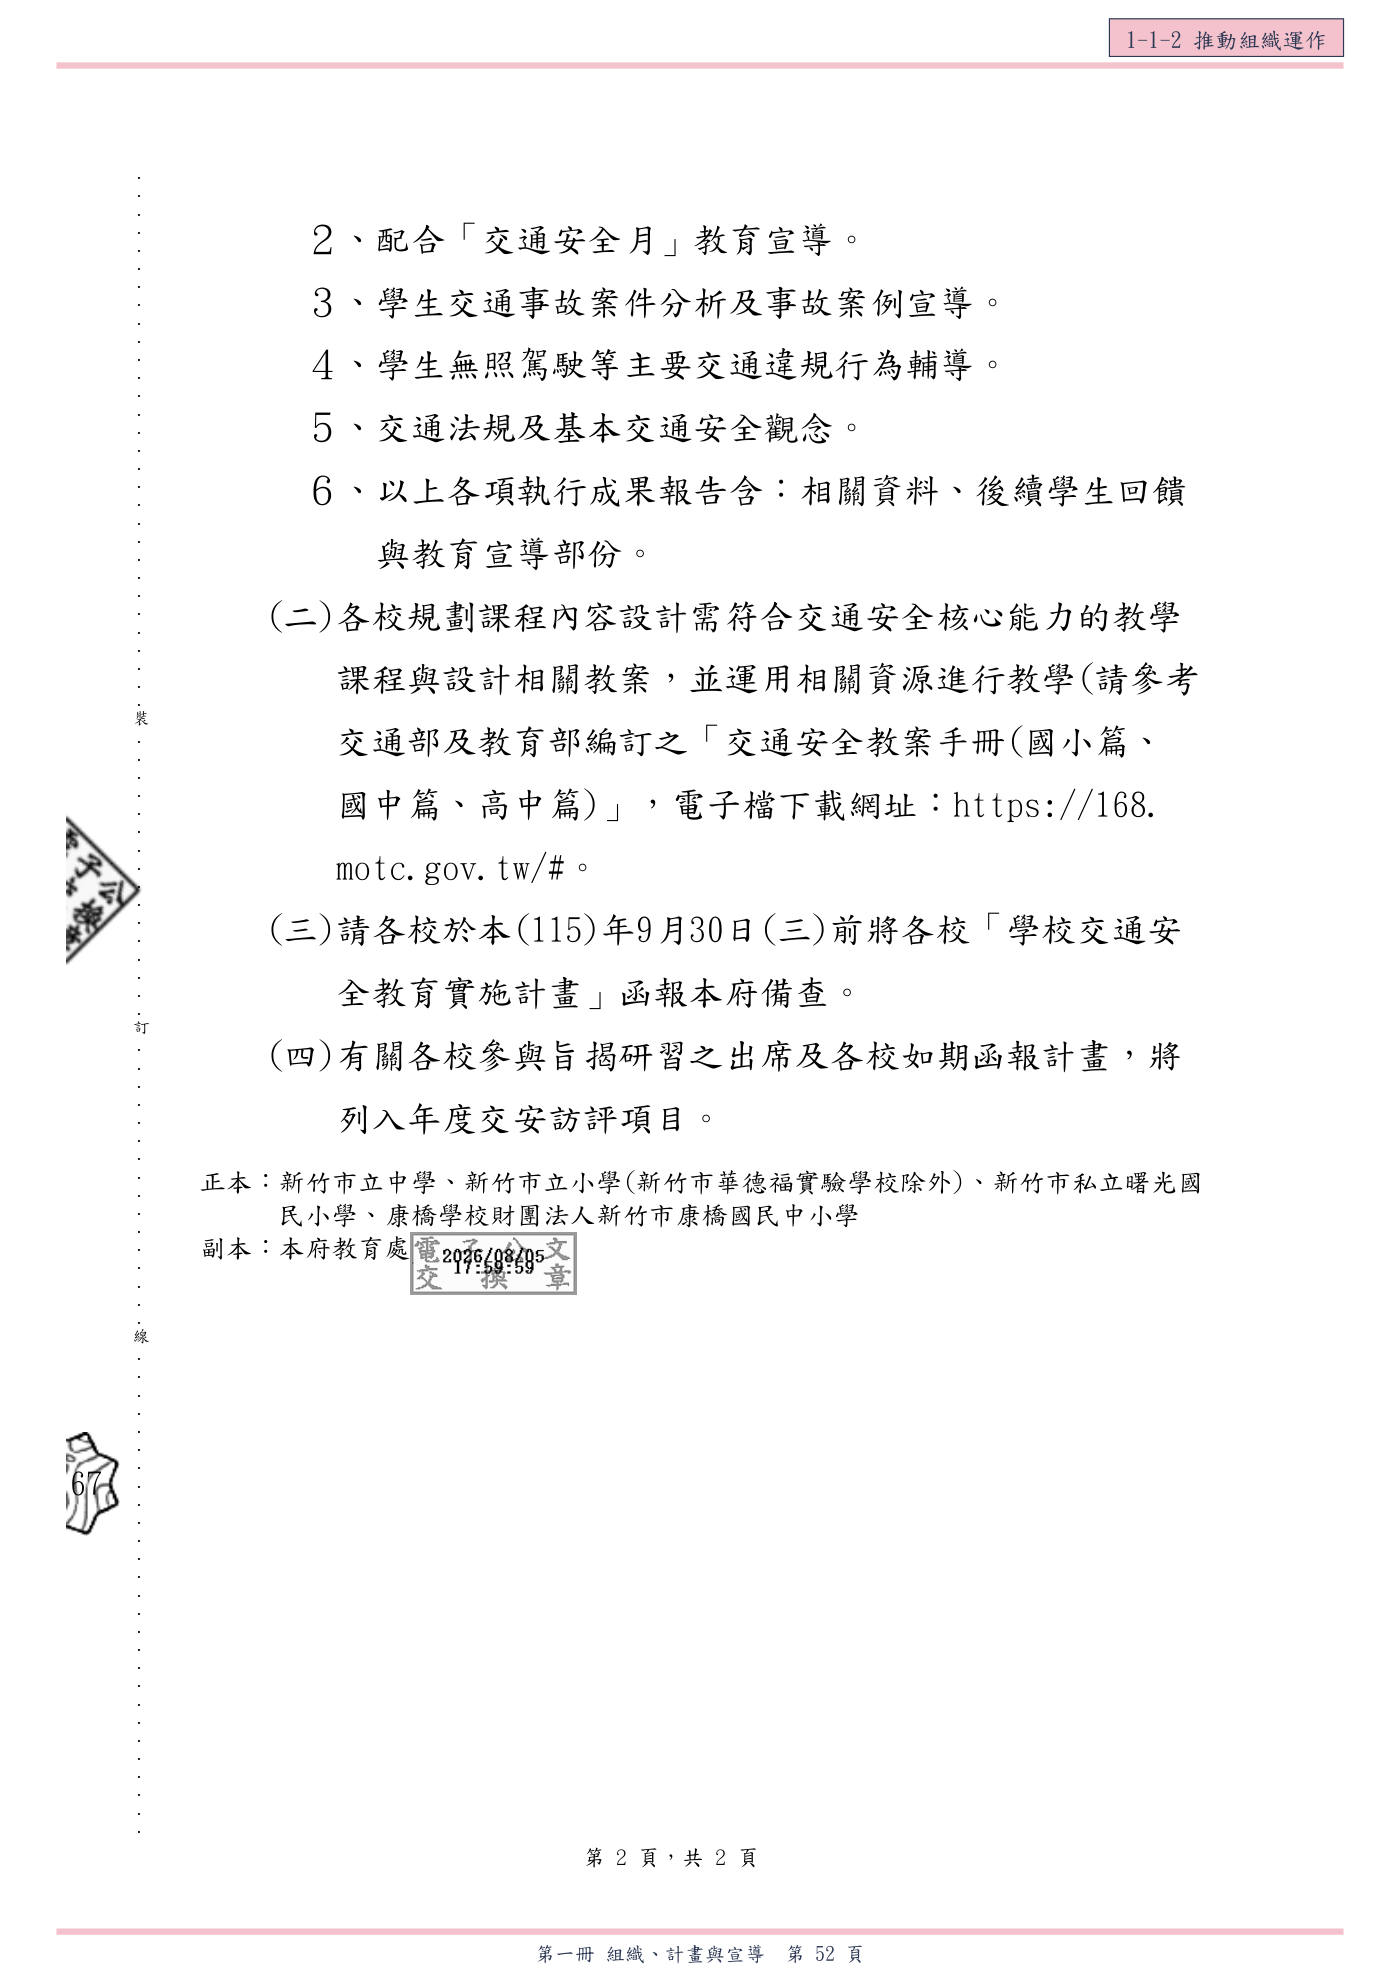 1-1-2 推動組織運作
2、配合「交通安全月」教育宣導。
3、學生交通事故案件分析及事故案例宣導。
4、學生無照駕駛等主要交通違規行為輔導。
5、交通法規及基本交通安全觀念。
6、以上各項執行成果報告含：相關資料、後續學生回饋
與教育宣導部份。
(二)各校規劃課程內容設計需符合交通安全核心能力的教學
課程與設計相關教案，並運用相關資源進行教學(請參考
交通部及教育部編訂之「交通安全教案手冊(國小篇、
國中篇、高中篇)」，電子檔下載網址：https://168.
motc.gov.tw/#。
(三)請各校於本(115)年9月30日(三)前將各校「學校交通安
全教育實施計畫」函報本府備查。
(四)有關各校參與旨揭研習之出席及各校如期函報計畫，將
列入年度交安訪評項目。
正本：新竹市立中學、新竹市立小學(新竹市華德福實驗學校除外)、新竹市私立曙光國
民小學、康橋學校財團法人新竹市康橋國民中小學
副本：本府教育處
電子公文
2026/08/05
17:59:59
交換章
裝
訂
線
子公
換
67
第 2 頁，共 2 頁
第一冊 組織、計畫與宣導 第 52 頁